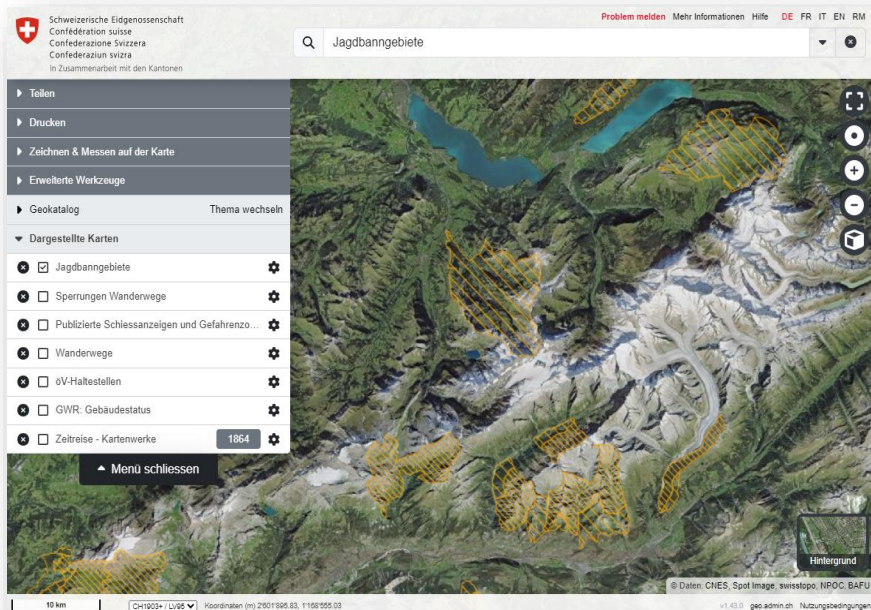 Schweizerische Eidgenossenschaft
Confédération suisse
Confederazione Svizzera
Confederaziun svizra
In Zusammenarbeit mit den Kantonen
Problem melden Mehr Informationen Hilfe DE FR IT EN RM
Jagdbanngebiete
Teilen
Drucken
Zeichnen & Messen auf der Karte
Erweiterte Werkzeuge
Geokatalog Thema wechseln
Dargestellte Karten
Jagdbanngebiete
Sperrungen Wanderwege
Publizierte Schiessanzeigen und Gefahrenzo...
Wanderwege
öV-Haltestellen
GWR: Gebäudestatus
Zeitreise - Kartenwerke 1864
Menü schliessen
Hintergrund
© Daten: CNES, Spot Image, swisstopo, NPOC, BAFU
10 km CH1903+ / LV95 Koordinaten (m) 2'601'895.83, 1'168'555.03 v1.43.0 geo.admin.ch Nutzungsbedingungen